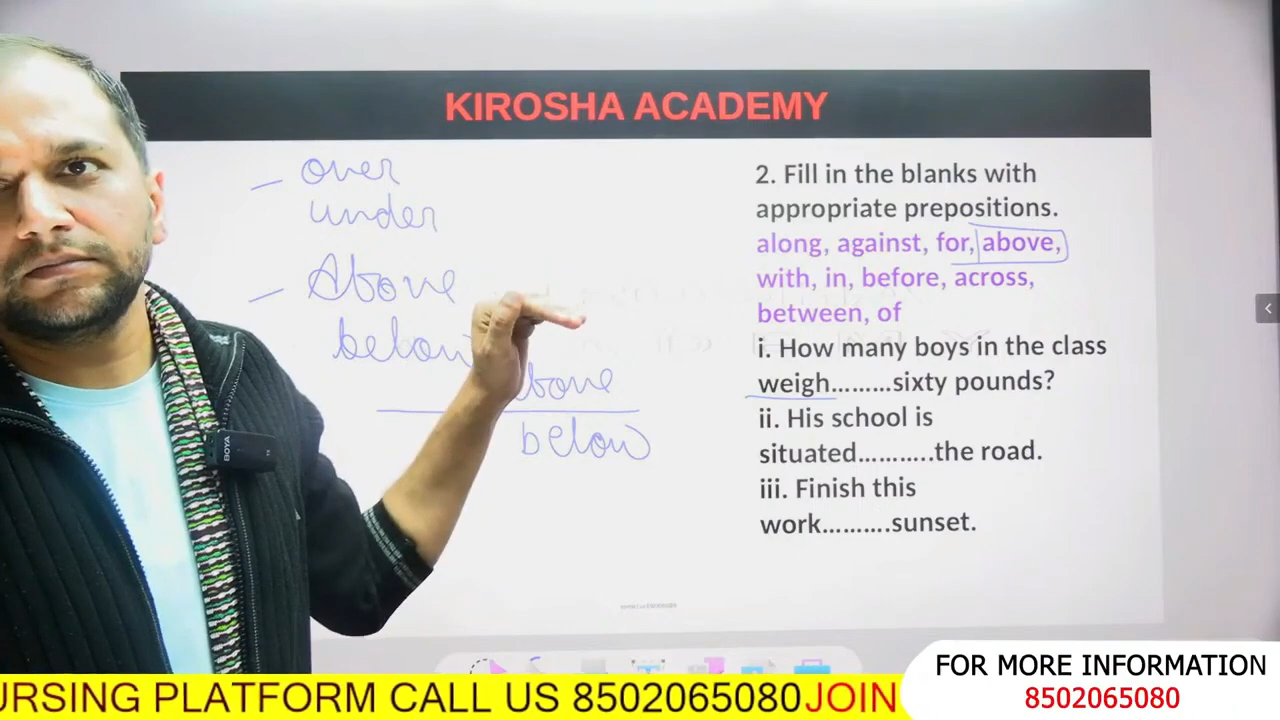 KIROSHA ACADEMY
– over
under
– Above
below
above
below
2. Fill in the blanks with
appropriate prepositions.
along, against, for, above,
with, in, before, across,
between, of
i. How many boys in the class
weigh.........sixty pounds?
ii. His school is
situated...........the road.
iii. Finish this
work..........sunset.
BOYA
URSING PLATFORM CALL US 8502065080 JOIN
FOR MORE INFORMATION
8502065080